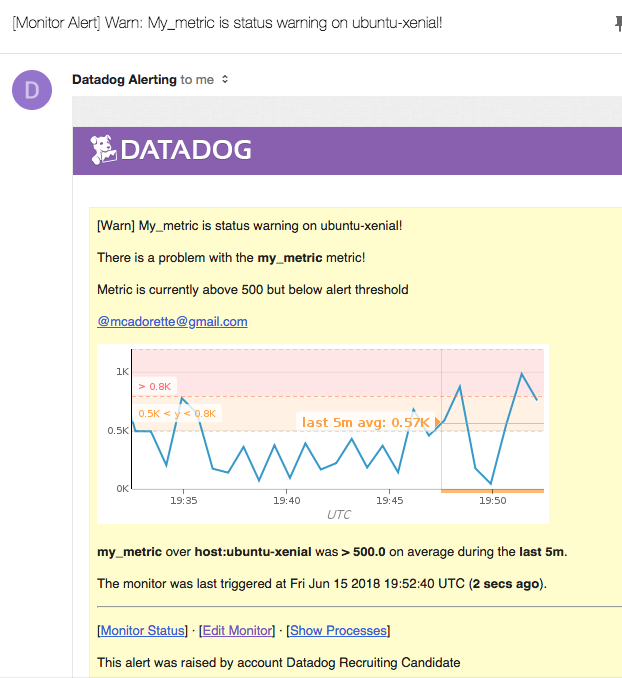 [Monitor Alert] Warn: My_metric is status warning on ubuntu-xenial!
D
Datadog Alerting to me
DATADOG
[Warn] My_metric is status warning on ubuntu-xenial!
There is a problem with the my_metric metric!
Metric is currently above 500 but below alert threshold
@mcadorette@gmail.com
1K
> 0.8K
0.5K < y < 0.8K
last 5m avg: 0.57K
0.5K
0K
19:35 19:40 19:45 19:50
UTC
my_metric over host:ubuntu-xenial was > 500.0 on average during the last 5m.
The monitor was last triggered at Fri Jun 15 2018 19:52:40 UTC (2 secs ago).
[Monitor Status] · [Edit Monitor] · [Show Processes]
This alert was raised by account Datadog Recruiting Candidate